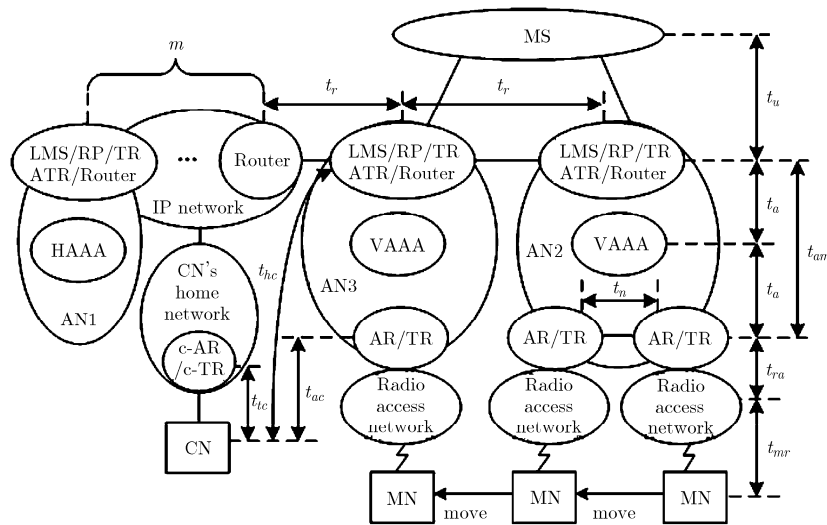 MS
m
t_r
t_r
t_u
LMS/RP/TR
ATR/Router
...
Router
LMS/RP/TR
ATR/Router
LMS/RP/TR
ATR/Router
IP network
t_a
HAAA
VAAA
AN2
VAAA
t_an
AN1
CN's
home
network
t_hc
AN3
t_n
t_a
c-AR
/c-TR
AR/TR
AR/TR
AR/TR
t_tc
t_ac
Radio
access
network
Radio
access
network
Radio
access
network
t_ra
CN
t_mr
MN
move
MN
move
MN